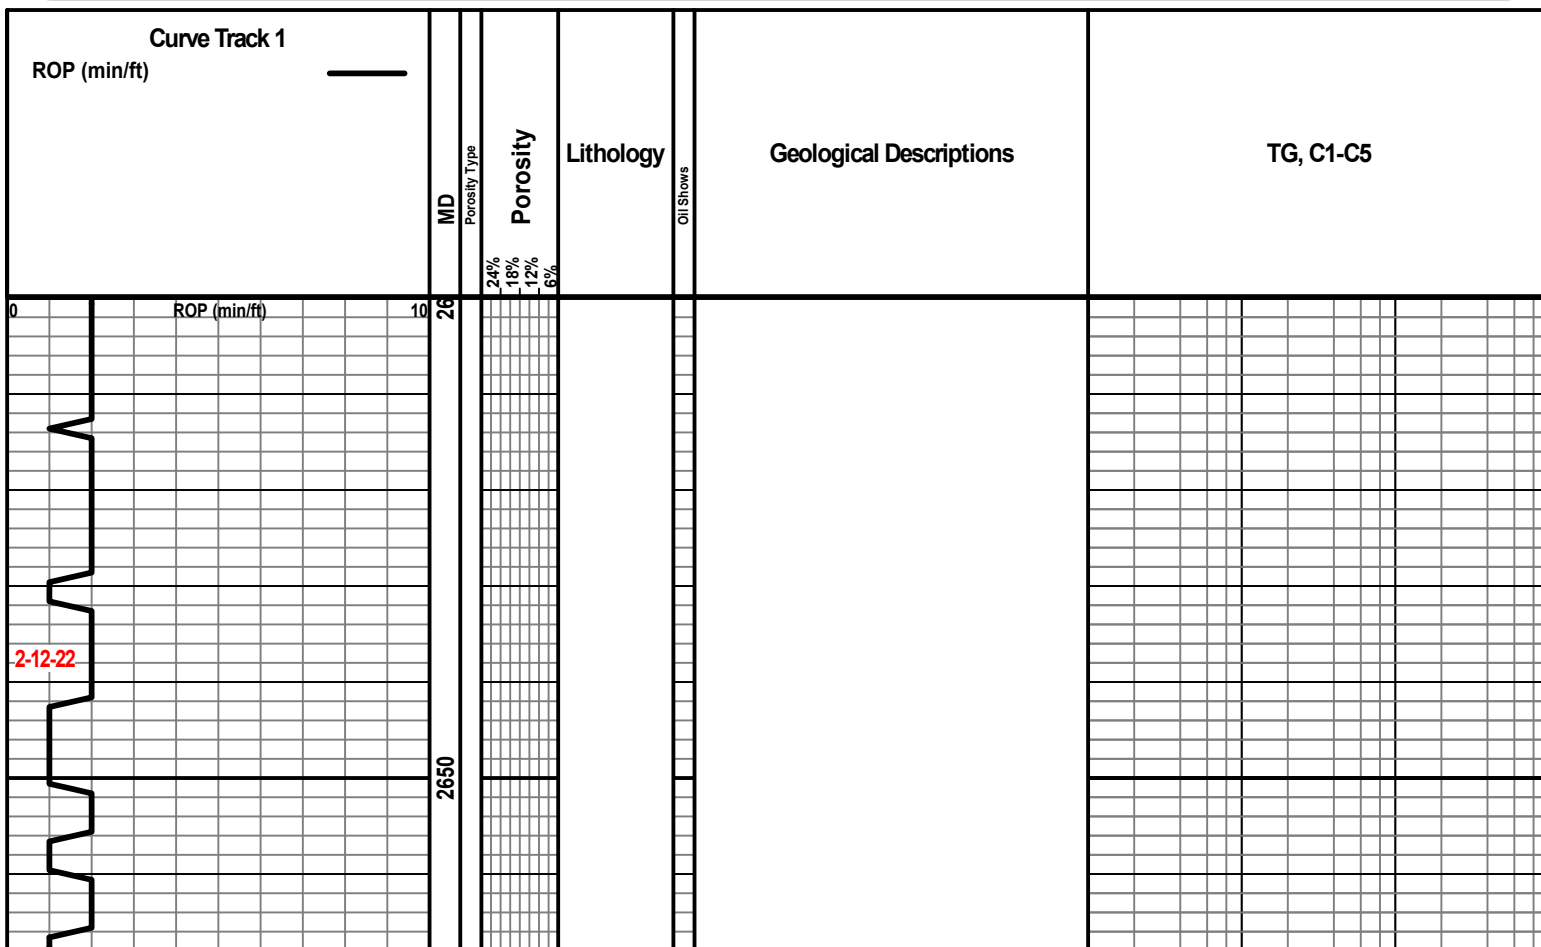 Curve Track 1
ROP (min/ft)
MD
Porosity Type
Porosity
24%
18%
12%
6%
Lithology
Oil Shows
Geological Descriptions
TG, C1-C5
0 ROP (min/ft) 10
26
2-12-22
2650